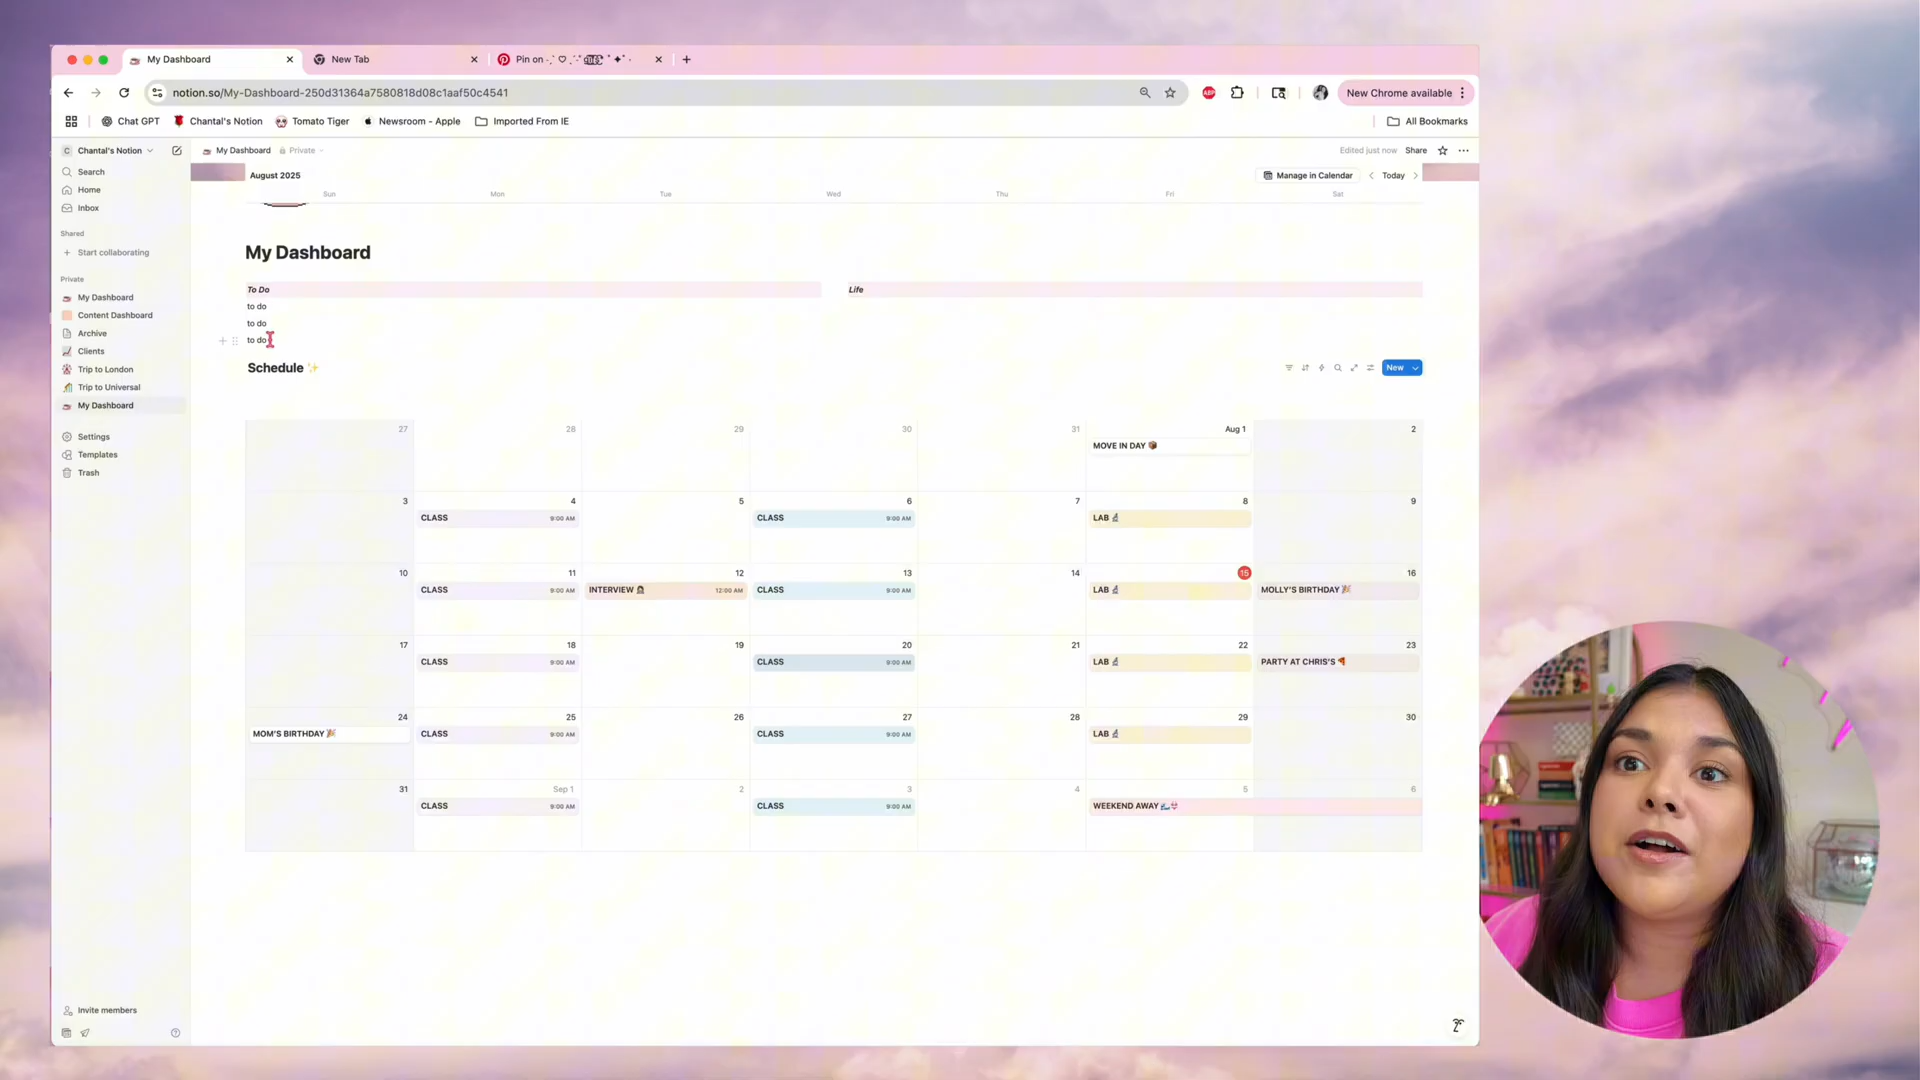 My Dashboard
New Tab
Pin on
notion.so/My-Dashboard-250d31364a7580818d08c1aaf50c4541
ABP
New Chrome available
Chat GPT
Chantal's Notion
Tomato Tiger
Newsroom - Apple
Imported From IE
All Bookmarks
C Chantal's Notion
My Dashboard
Private
Edited just now
Share
Search
Home
Inbox
Shared
Start collaborating
Private
My Dashboard
Content Dashboard
Archive
Clients
Trip to London
Trip to Universal
My Dashboard
Settings
Templates
Trash
Invite members
August 2025
Manage in Calendar
Today
Sun Mon Tue Wed Thu Fri Sat
My Dashboard
To Do
Life
to do
to do
to do
Schedule ✨
New
27 28 29 30 31 Aug 1 2
MOVE IN DAY 📦
3 4 5 6 7 8 9
CLASS 9:00 AM
CLASS 9:00 AM
LAB 🔬
10 11 12 13 14 15 16
CLASS 9:00 AM
INTERVIEW 12:00 AM
CLASS 9:00 AM
LAB 🔬
MOLLY'S BIRTHDAY 🎉
17 18 19 20 21 22 23
CLASS 9:00 AM
CLASS 9:00 AM
LAB 🔬
PARTY AT CHRIS'S 🍕
24 25 26 27 28 29 30
MOM'S BIRTHDAY 🎉
CLASS 9:00 AM
CLASS 9:00 AM
LAB 🔬
31 Sep 1 2 3 4 5 6
CLASS 9:00 AM
CLASS 9:00 AM
WEEKEND AWAY